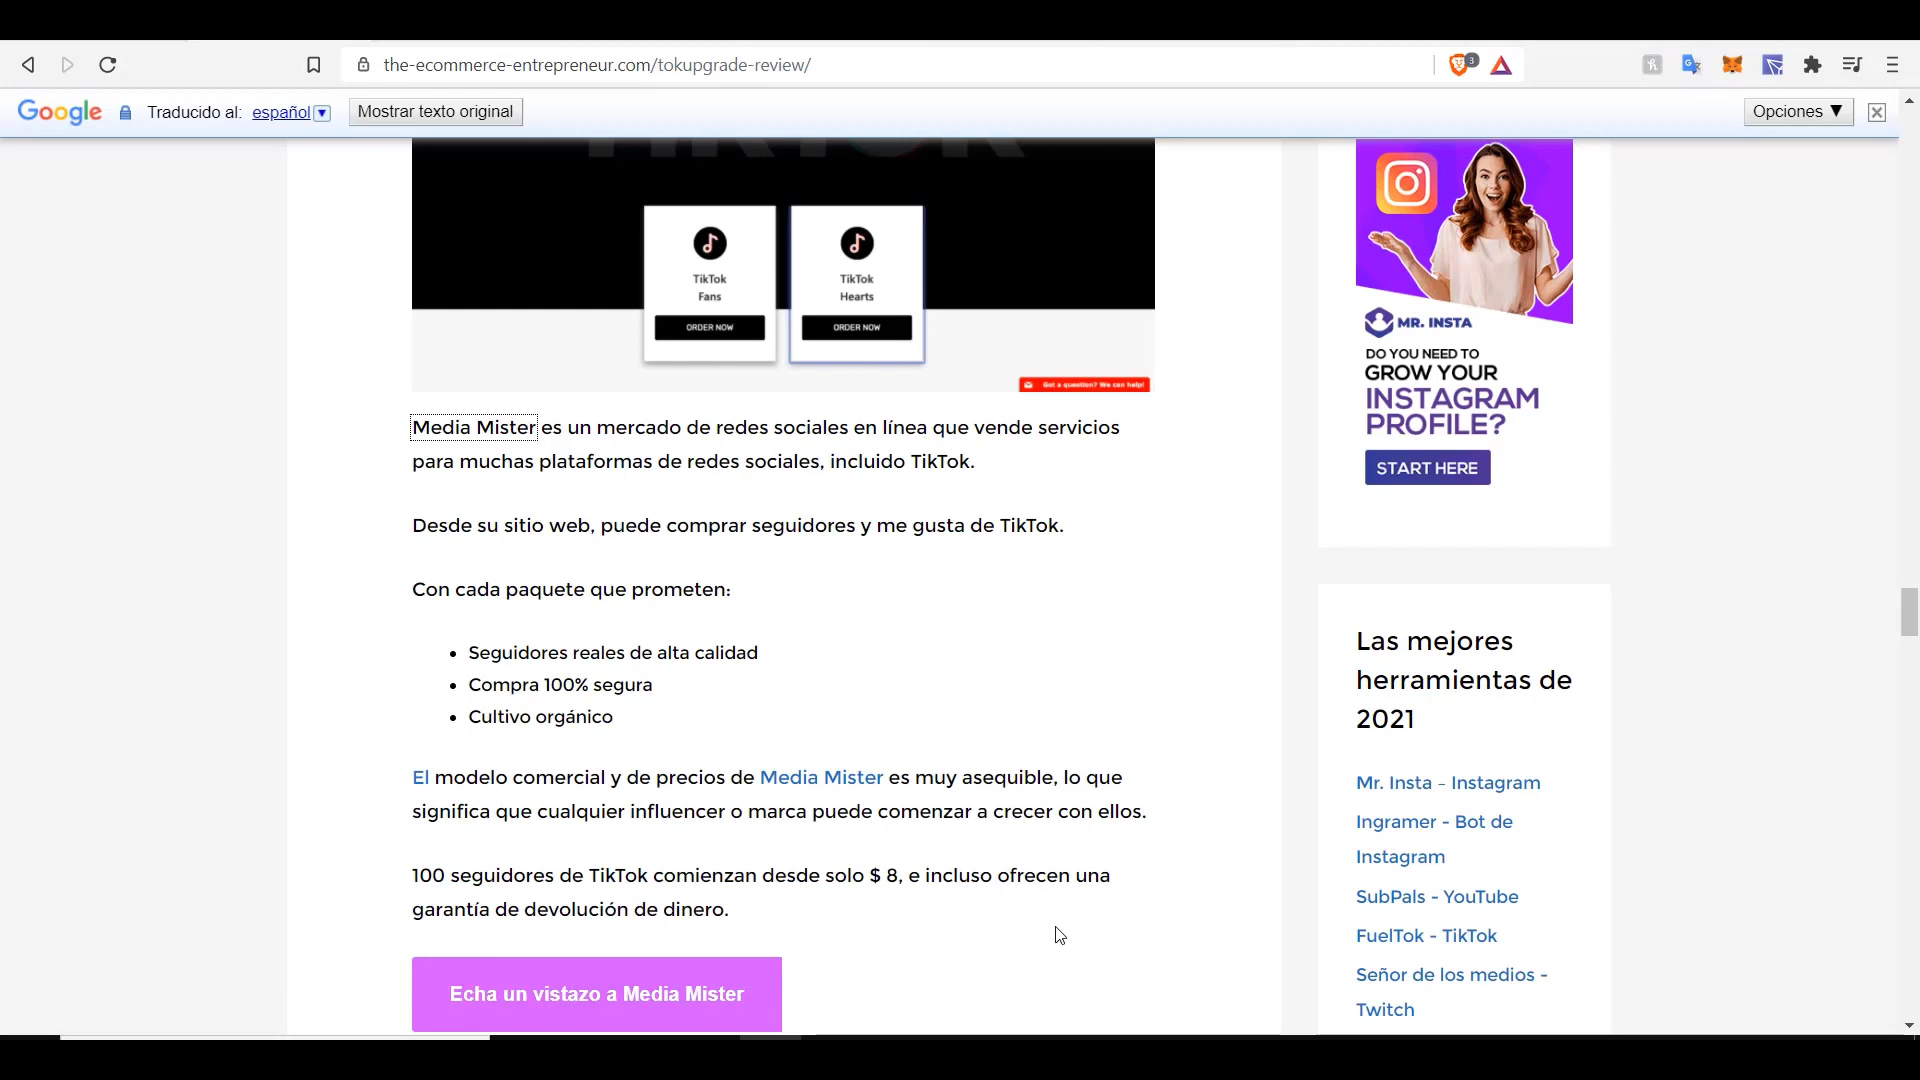 the-ecommerce-entrepreneur.com/tokupgrade-review/
3
Google
Traducido al: español
Mostrar texto original
Opciones ▼
TIKTOK
TikTok
Fans
ORDER NOW
TikTok
Hearts
ORDER NOW
Got a question? We can help!
Media Mister es un mercado de redes sociales en línea que vende servicios
para muchas plataformas de redes sociales, incluido TikTok.
Desde su sitio web, puede comprar seguidores y me gusta de TikTok.
Con cada paquete que prometen:
• Seguidores reales de alta calidad
• Compra 100% segura
• Cultivo orgánico
El modelo comercial y de precios de Media Mister es muy asequible, lo que
significa que cualquier influencer o marca puede comenzar a crecer con ellos.
100 seguidores de TikTok comienzan desde solo $ 8, e incluso ofrecen una
garantía de devolución de dinero.
Echa un vistazo a Media Mister
MR. INSTA
DO YOU NEED TO
GROW YOUR
INSTAGRAM
PROFILE?
START HERE
Las mejores
herramientas de
2021
Mr. Insta – Instagram
Ingramer - Bot de
Instagram
SubPals - YouTube
FuelTok - TikTok
Señor de los medios -
Twitch